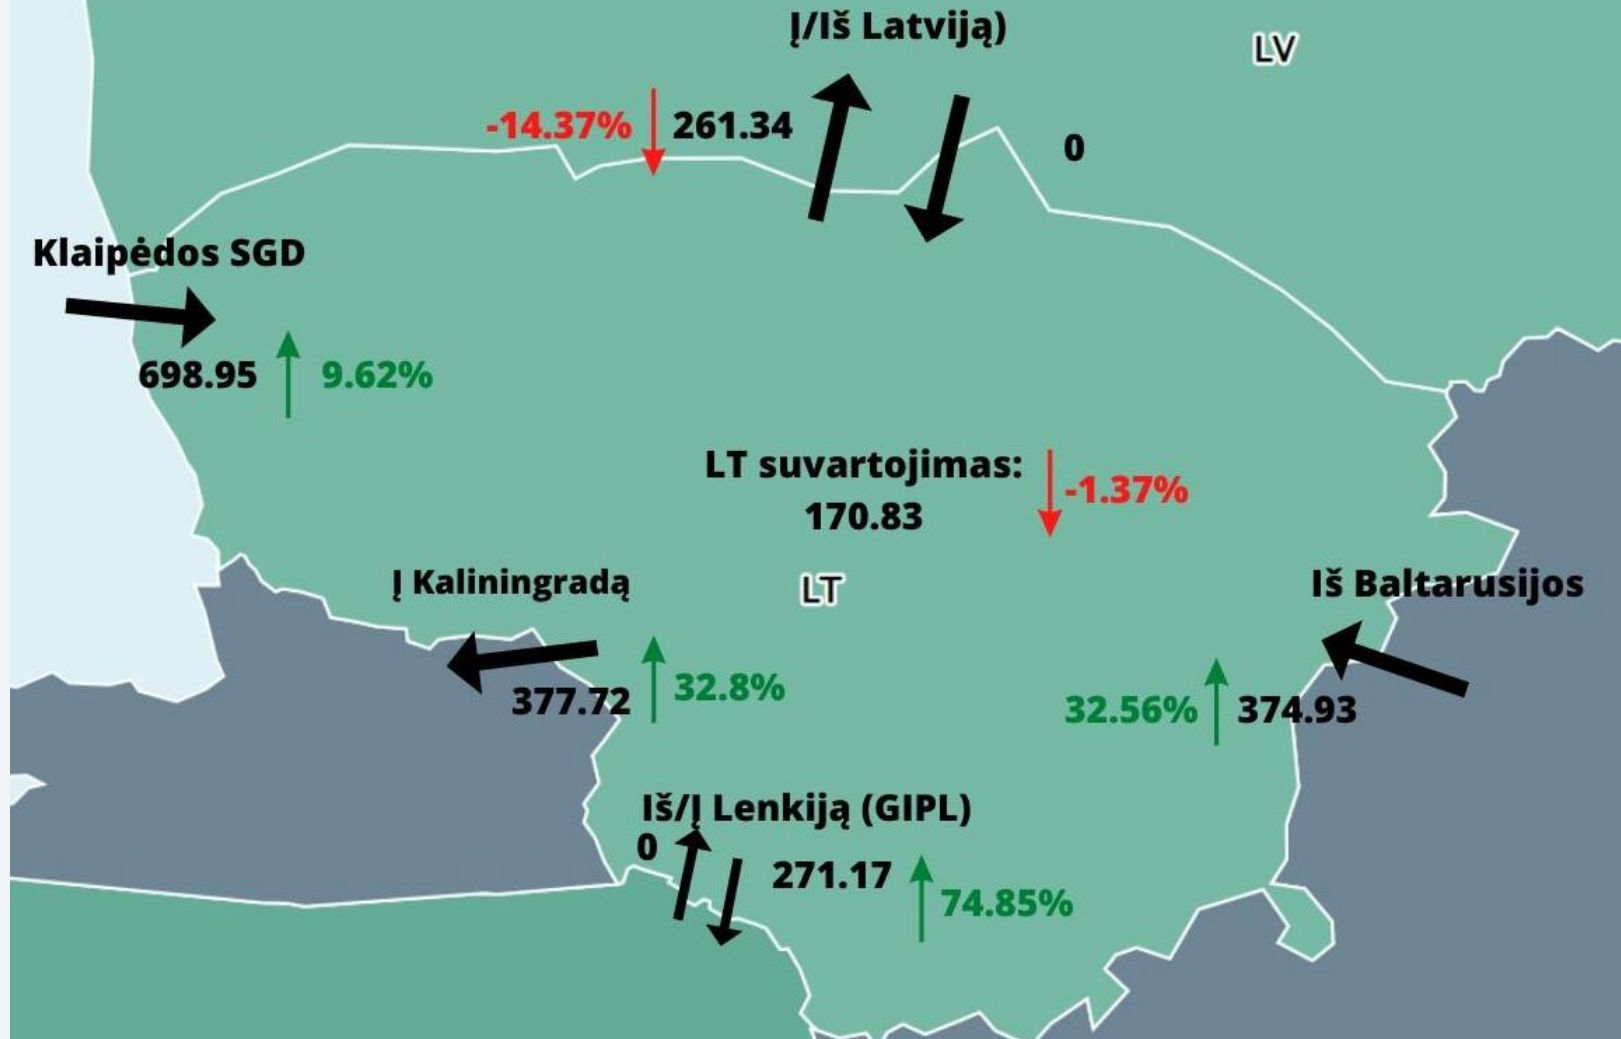 Į/Iš Latviją)
LV
-14.37% 261.34
0
Klaipėdos SGD
698.95 9.62%
LT suvartojimas:
170.83
-1.37%
Į Kaliningradą
LT
Iš Baltarusijos
377.72 32.8%
32.56% 374.93
Iš/Į Lenkiją (GIPL)
0
271.17
74.85%